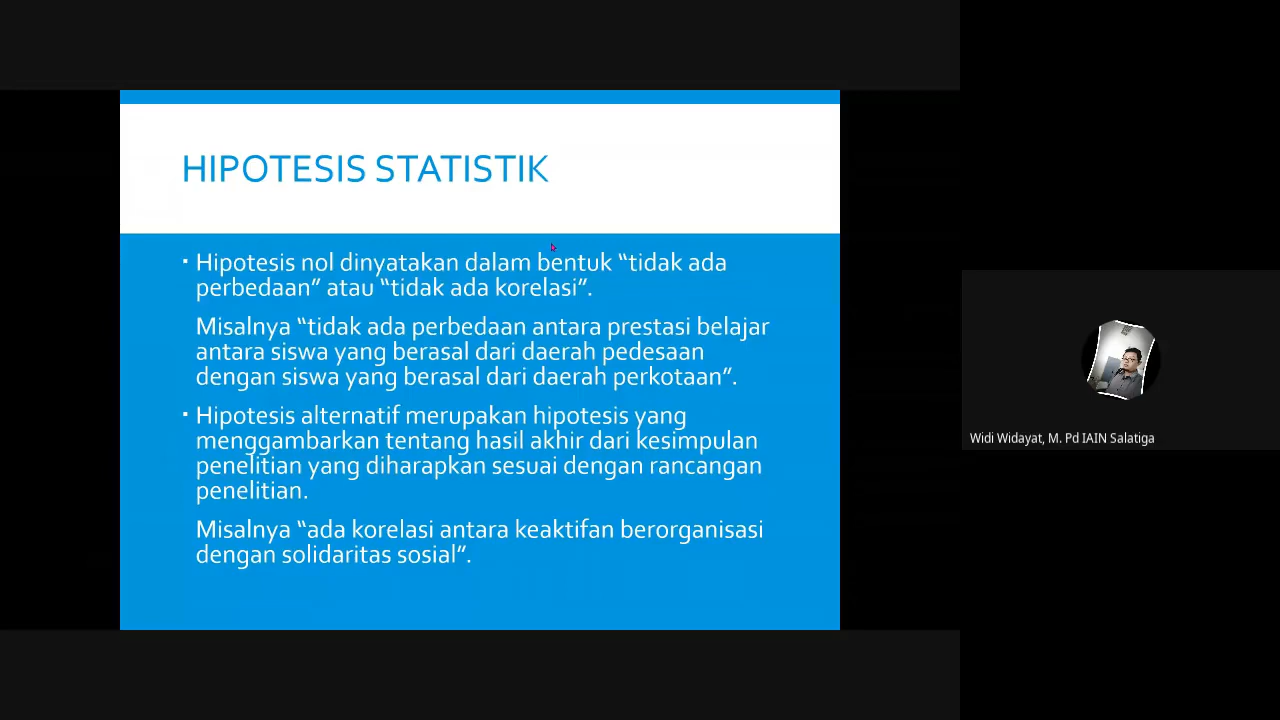 HIPOTESIS STATISTIK
▪ Hipotesis nol dinyatakan dalam bentuk “tidak ada
perbedaan” atau “tidak ada korelasi”.
Misalnya “tidak ada perbedaan antara prestasi belajar
antara siswa yang berasal dari daerah pedesaan
dengan siswa yang berasal dari daerah perkotaan”.
▪ Hipotesis alternatif merupakan hipotesis yang
menggambarkan tentang hasil akhir dari kesimpulan
penelitian yang diharapkan sesuai dengan rancangan
penelitian.
Misalnya “ada korelasi antara keaktifan berorganisasi
dengan solidaritas sosial”.
Widi Widayat, M. Pd IAIN Salatiga